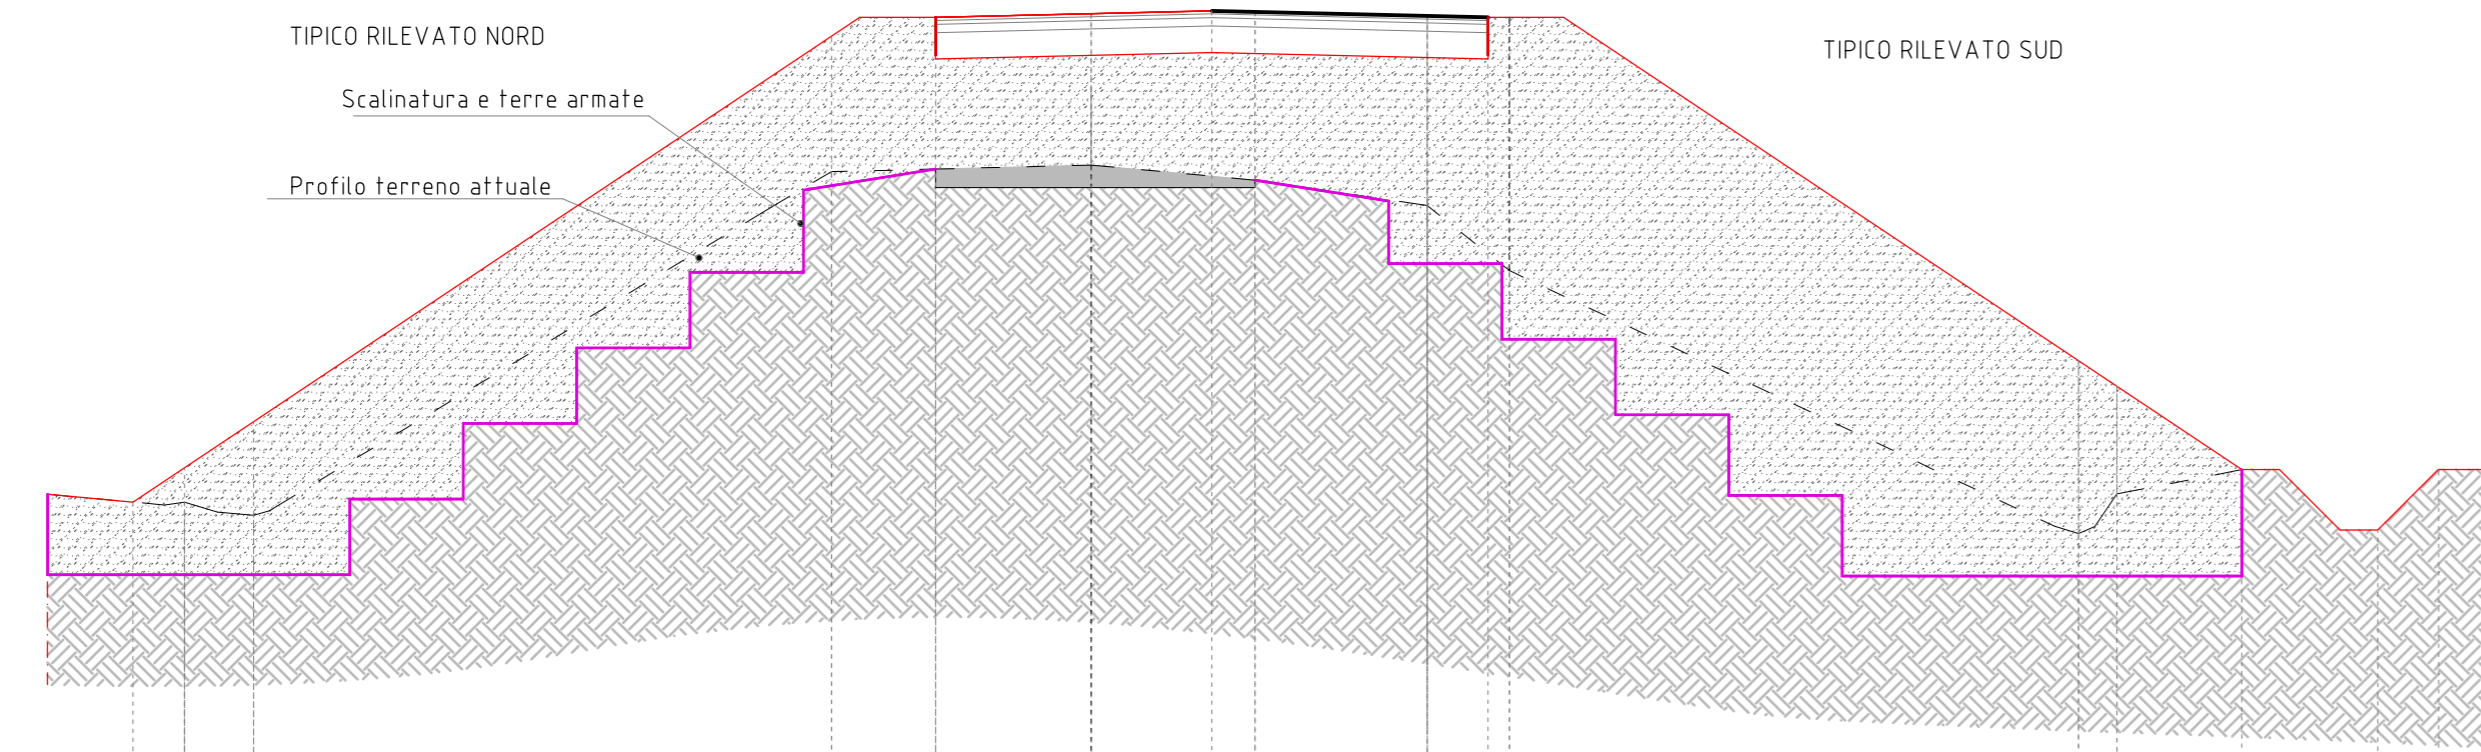 TIPICO RILEVATO NORD
TIPICO RILEVATO SUD
Scalinatura e terre armate
Profilo terreno attuale